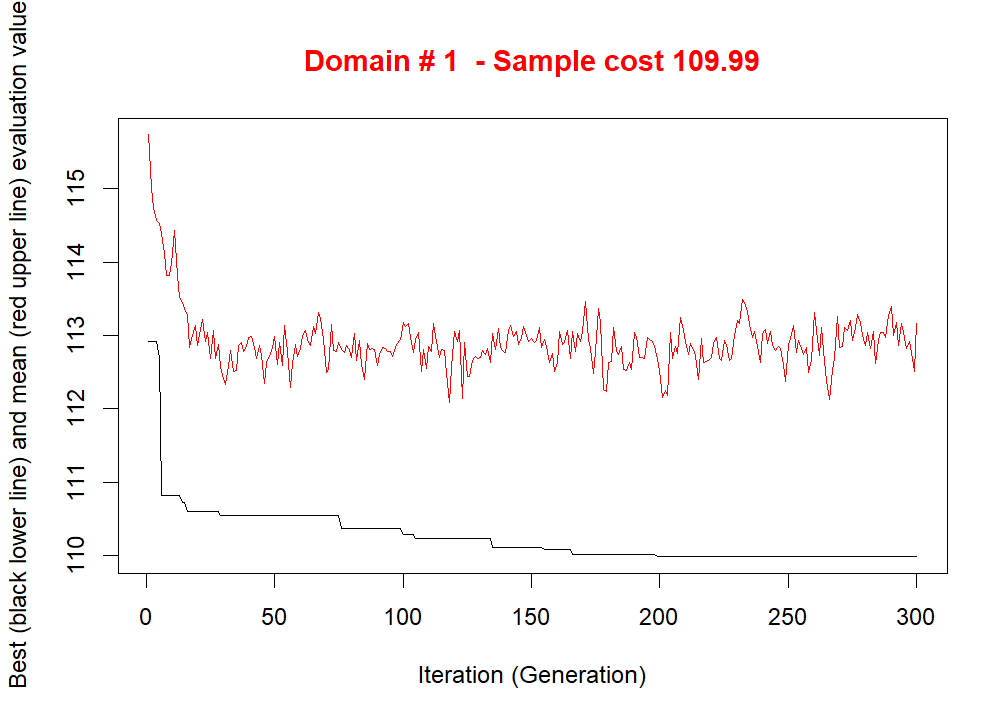 Domain # 1  - Sample cost 109.99
Best (black lower line) and mean (red upper line) evaluation value
115
114
113
112
111
110
0 50 100 150 200 250 300
Iteration (Generation)